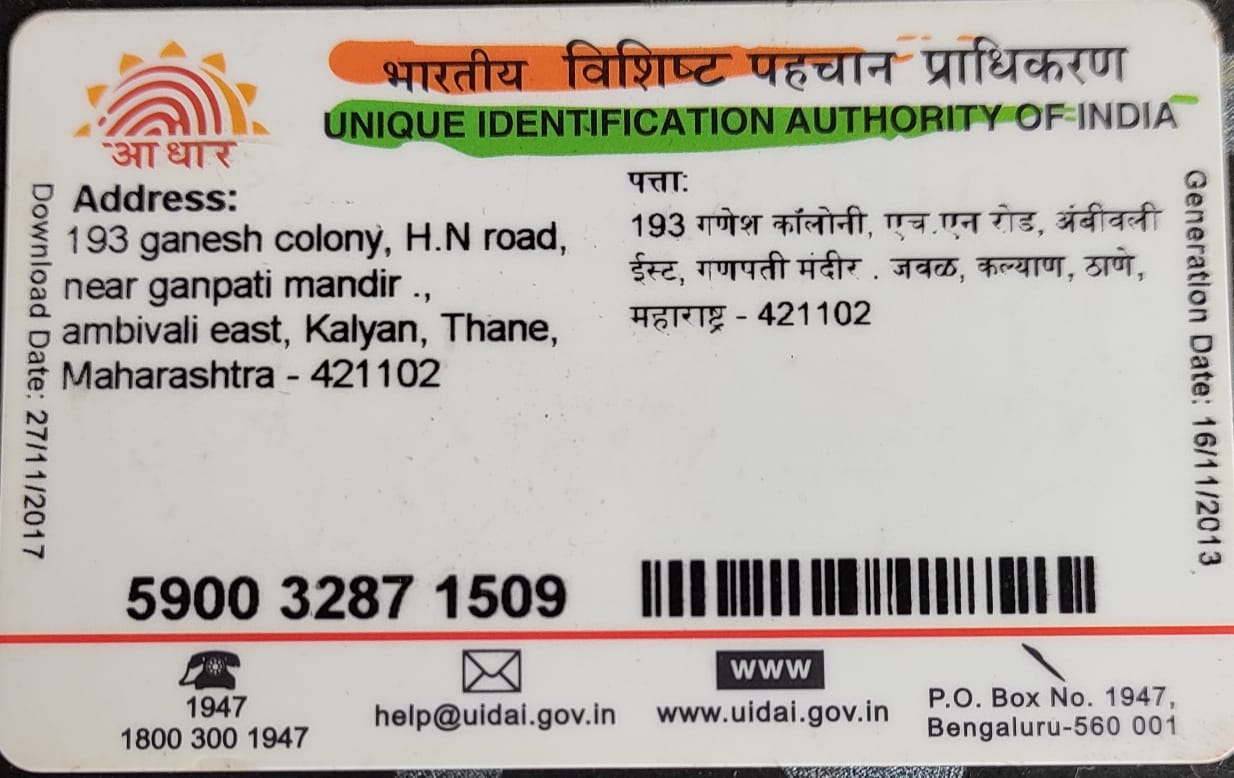 भारतीय विशिष्ट पहचान प्राधिकरण
UNIQUE IDENTIFICATION AUTHORITY OF INDIA
आधार
Address:
193 ganesh colony, H.N road,
near ganpati mandir .,
ambivali east, Kalyan, Thane,
Maharashtra - 421102
पत्ताः
193 गणेश कॉलोनी, एच.एन रोड, अंबीवली
ईस्ट, गणपती मंदीर . जवळ, कल्याण, ठाणे,
महाराष्ट्र - 421102
Download Date: 27/11/2017
Generation Date: 16/11/2013
5900 3287 1509
1947
1800 300 1947
help@uidai.gov.in
WWW
www.uidai.gov.in
P.O. Box No. 1947,
Bengaluru-560 001